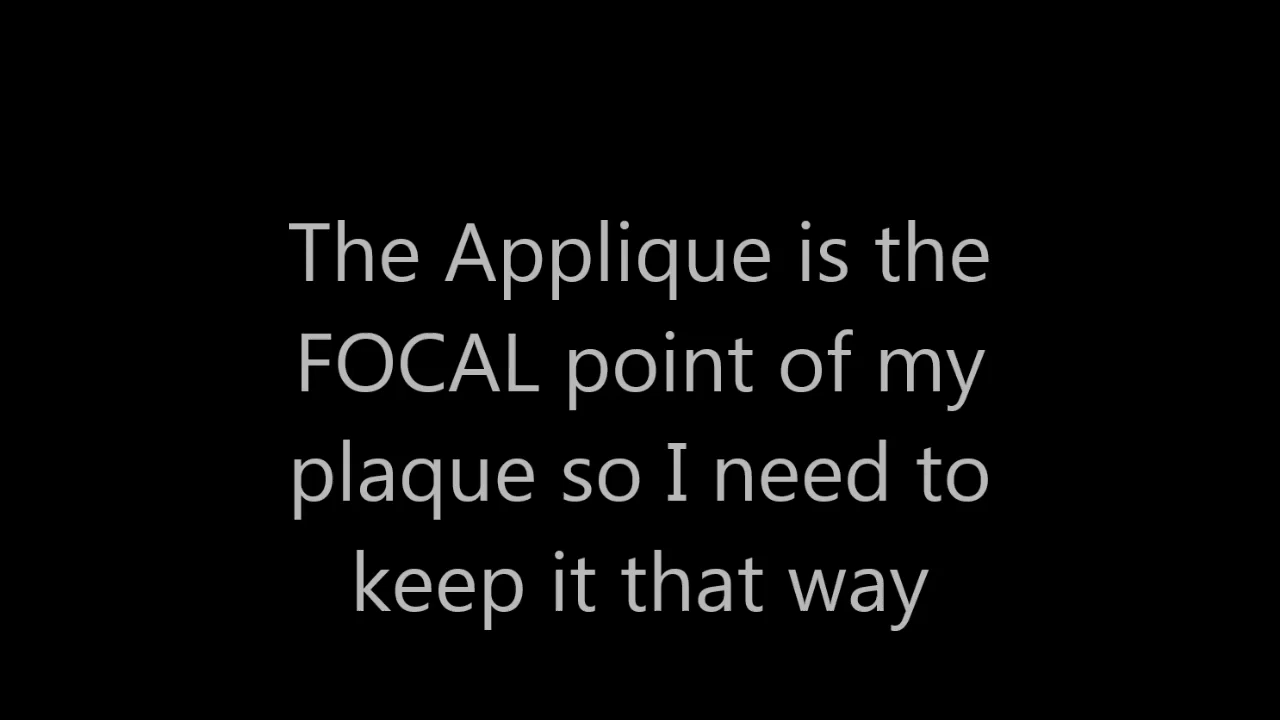 The Applique is the
FOCAL point of my
plaque so I need to
keep it that way